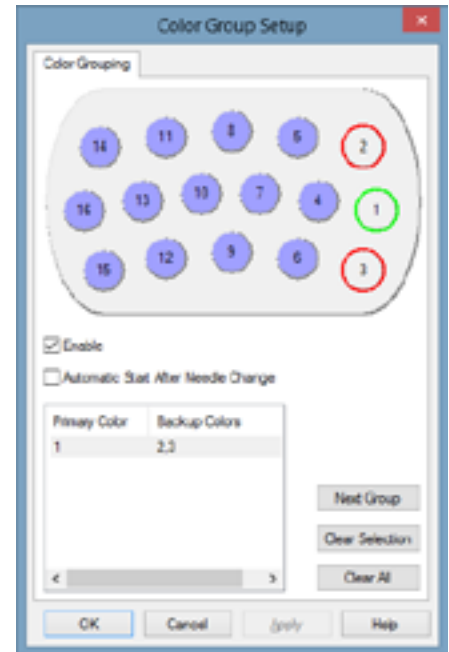 Color Group Setup
Color Grouping
14 11 8 5 2
16 13 10 7 4 1
15 12 9 6 3
Enable
Automatic Start After Needle Change
Primary Color Backup Colors
1 2,3
Next Group
Clear Selection
Clear All
OK Cancel Apply Help